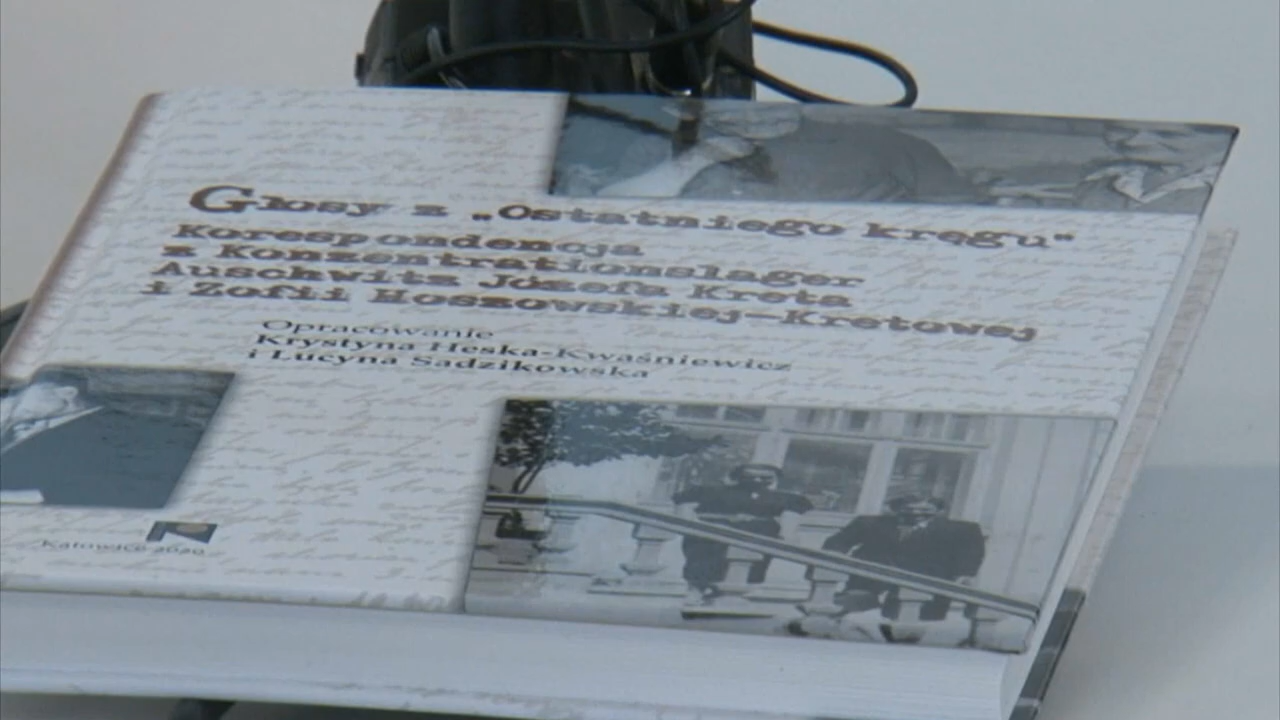 Głosy z „Ostatniego kręgu"
Korespondencja
z Konzentrationslager
Auschwitz Józefa Kreta
i Zofii Hoszowskiej-Kretowej
Opracowanie
Krystyna Heska-Kwaśniewicz
i Lucyna Sadzikowska
Katowice 2020